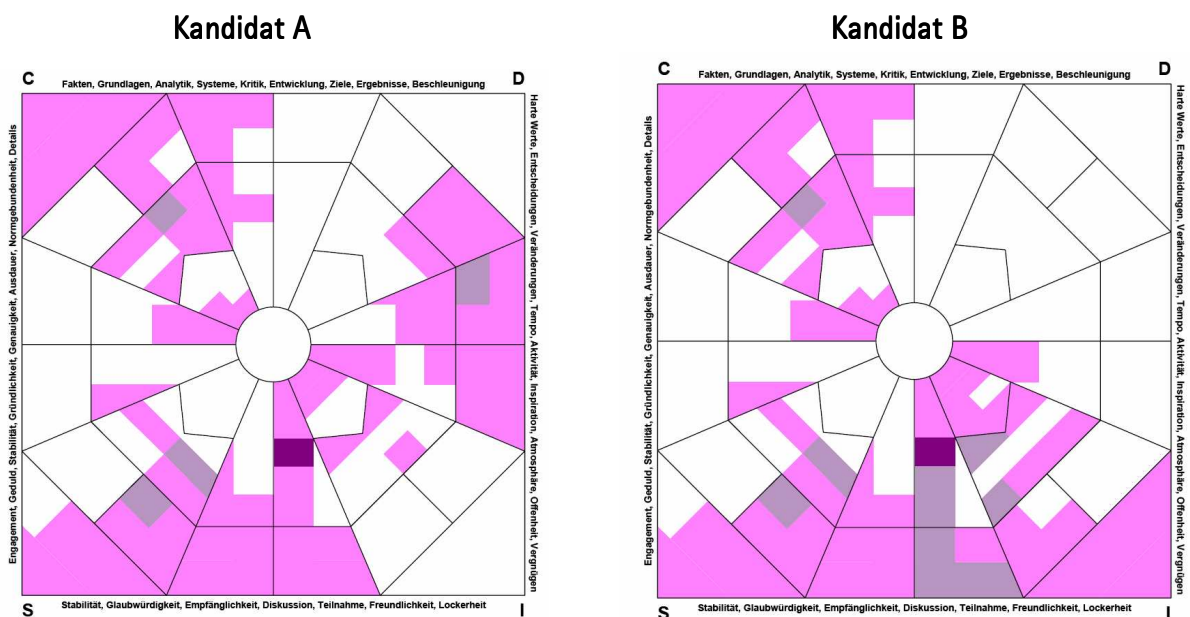 Kandidat A
Kandidat B
C
Fakten, Grundlagen, Analytik, Systeme, Kritik, Entwicklung, Ziele, Ergebnisse, Beschleunigung
D
Engagement, Geduld, Stabilität, Gründlichkeit, Genauigkeit, Ausdauer, Normgebundenheit, Details
Harte Werte, Entscheidungen, Veränderungen, Tempo, Aktivität, Inspiration, Atmosphäre, Offenheit, Vergnügen
S
Stabilität, Glaubwürdigkeit, Empfänglichkeit, Diskussion, Teilnahme, Freundlichkeit, Lockerheit
I
C
Fakten, Grundlagen, Analytik, Systeme, Kritik, Entwicklung, Ziele, Ergebnisse, Beschleunigung
D
Engagement, Geduld, Stabilität, Gründlichkeit, Genauigkeit, Ausdauer, Normgebundenheit, Details
Harte Werte, Entscheidungen, Veränderungen, Tempo, Aktivität, Inspiration, Atmosphäre, Offenheit, Vergnügen
S
Stabilität, Glaubwürdigkeit, Empfänglichkeit, Diskussion, Teilnahme, Freundlichkeit, Lockerheit
I